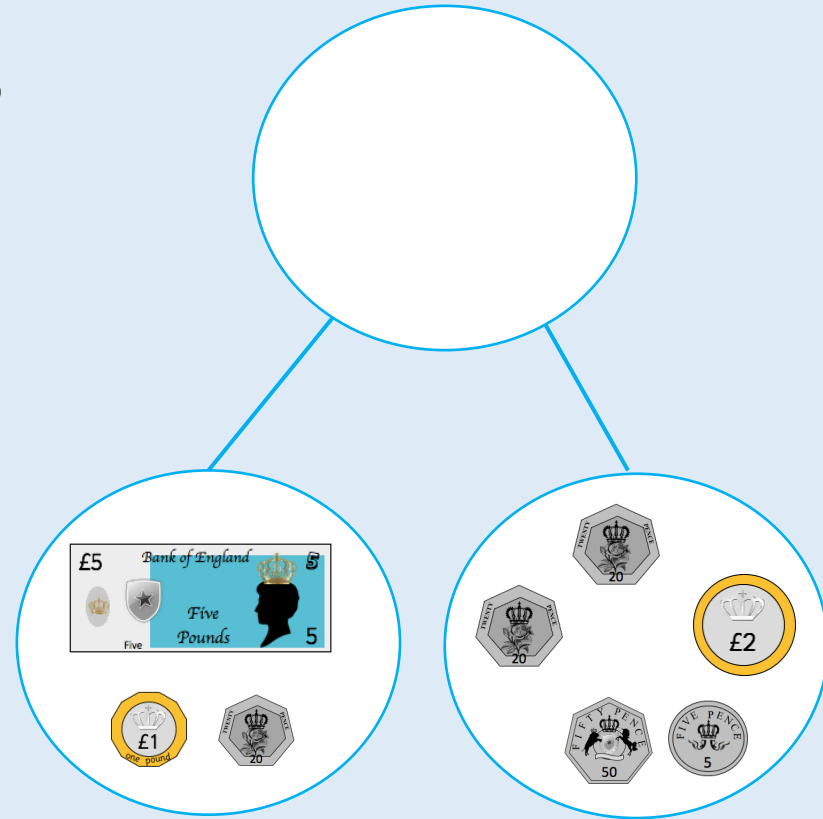 £5 Bank of England 5
Five
Pounds
Five
5
£1
one pound
TWENTY PENCE
20
TWENTY PENCE
20
TWENTY PENCE
20
£2
FIFTY PENCE
50
FIVE PENCE
5